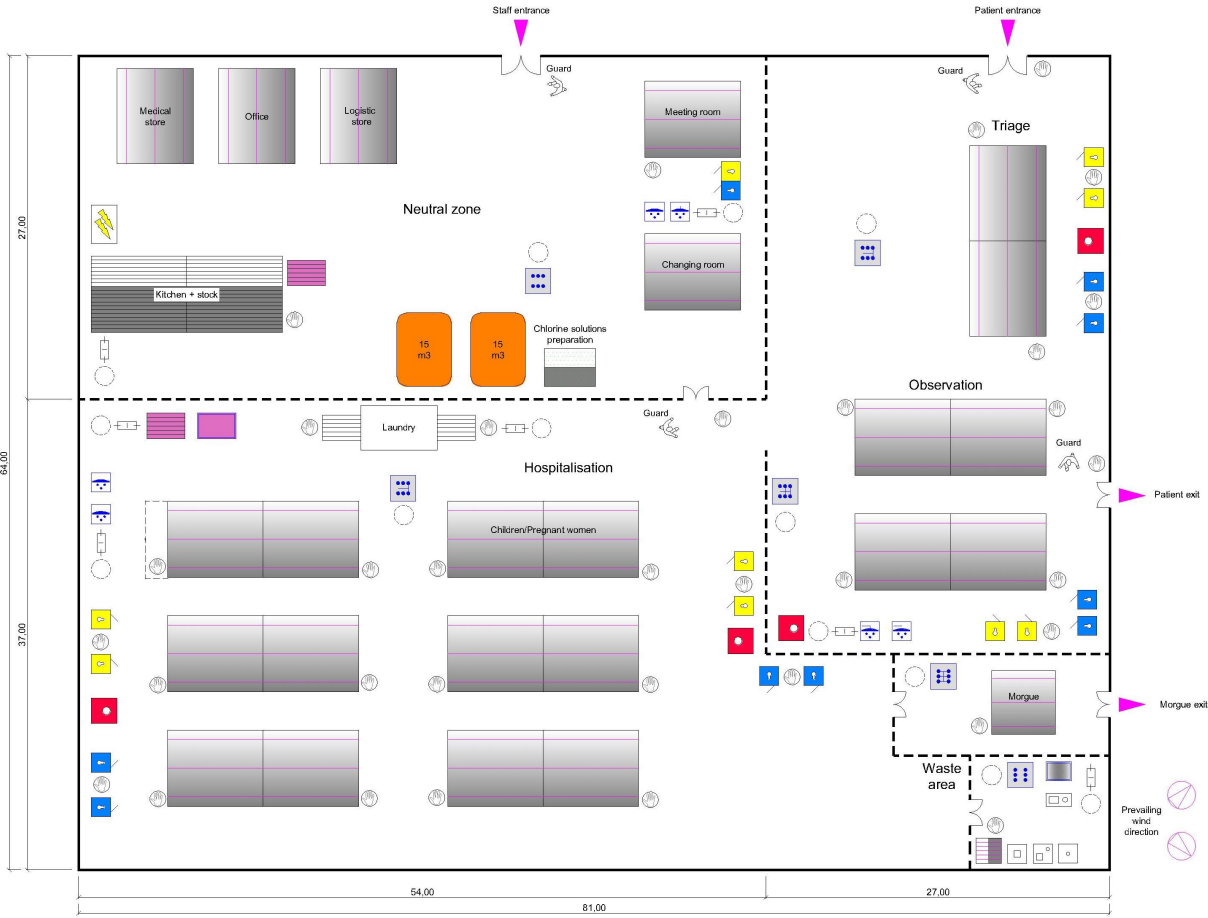 Staff entrance
Patient entrance
Guard
Guard
Medical
store
Office
Logistic
store
Meeting room
Triage
Neutral zone
27,00
Changing room
Kitchen + stock
15
m3
15
m3
Chlorine solutions
preparation
Observation
Guard
Laundry
Guard
64,00
Hospitalisation
Patient exit
Children/Pregnant women
37,00
Morgue
Morgue exit
Waste
area
Prevailing
wind
direction
54,00
27,00
81,00